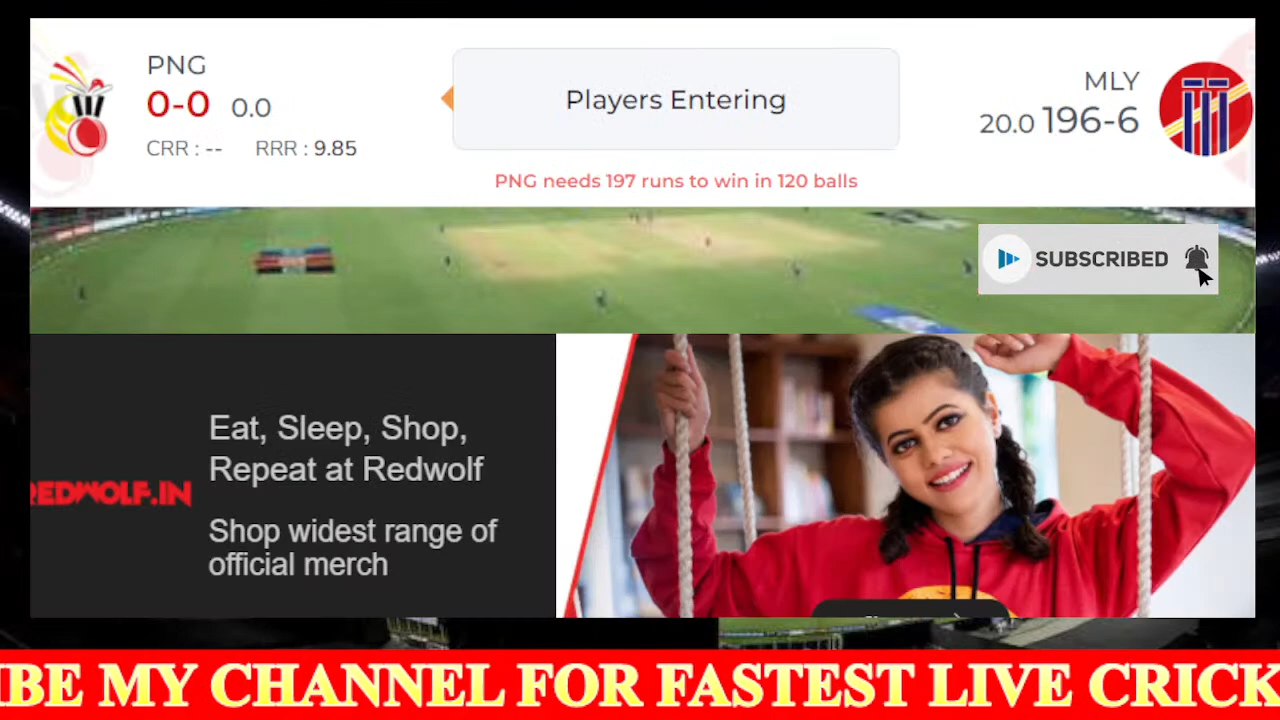 PNG
0-0 0.0
CRR : -- RRR : 9.85
Players Entering
PNG needs 197 runs to win in 120 balls
MLY
20.0 196-6
SUBSCRIBED
Eat, Sleep, Shop,
Repeat at Redwolf
REDWOLF.IN
Shop widest range of
official merch
IBE MY CHANNEL FOR FASTEST LIVE CRICK